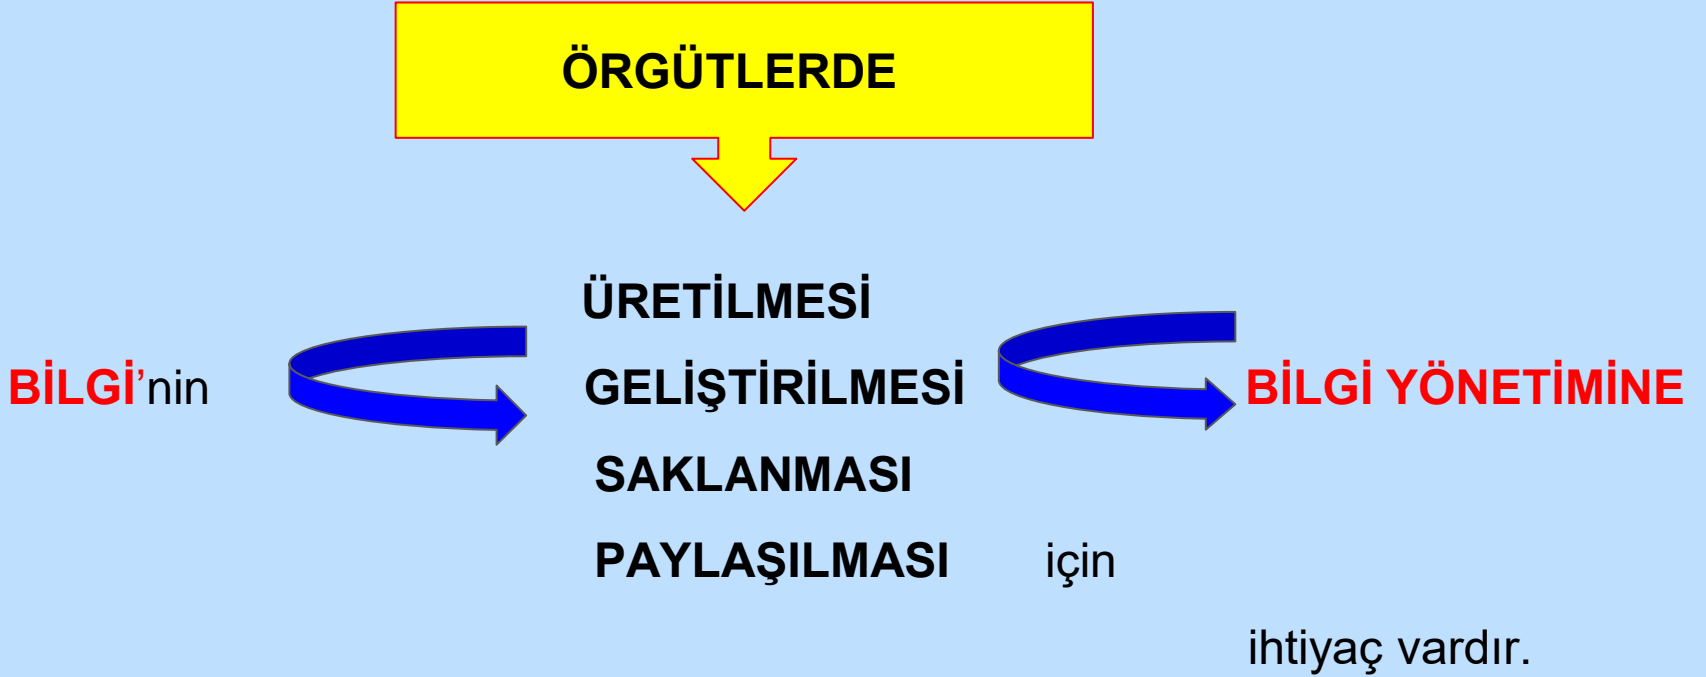 ÖRGÜTLERDE
ÜRETİLMESİ
BİLGİ'nin GELİŞTİRİLMESİ BİLGİ YÖNETİMİNE
SAKLANMASI
PAYLAŞILMASI için
ihtiyaç vardır.